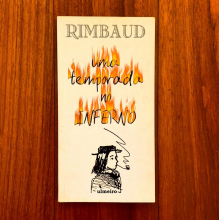 RIMBAUD
uma
temporada
no
INFERNO
ulmeiro